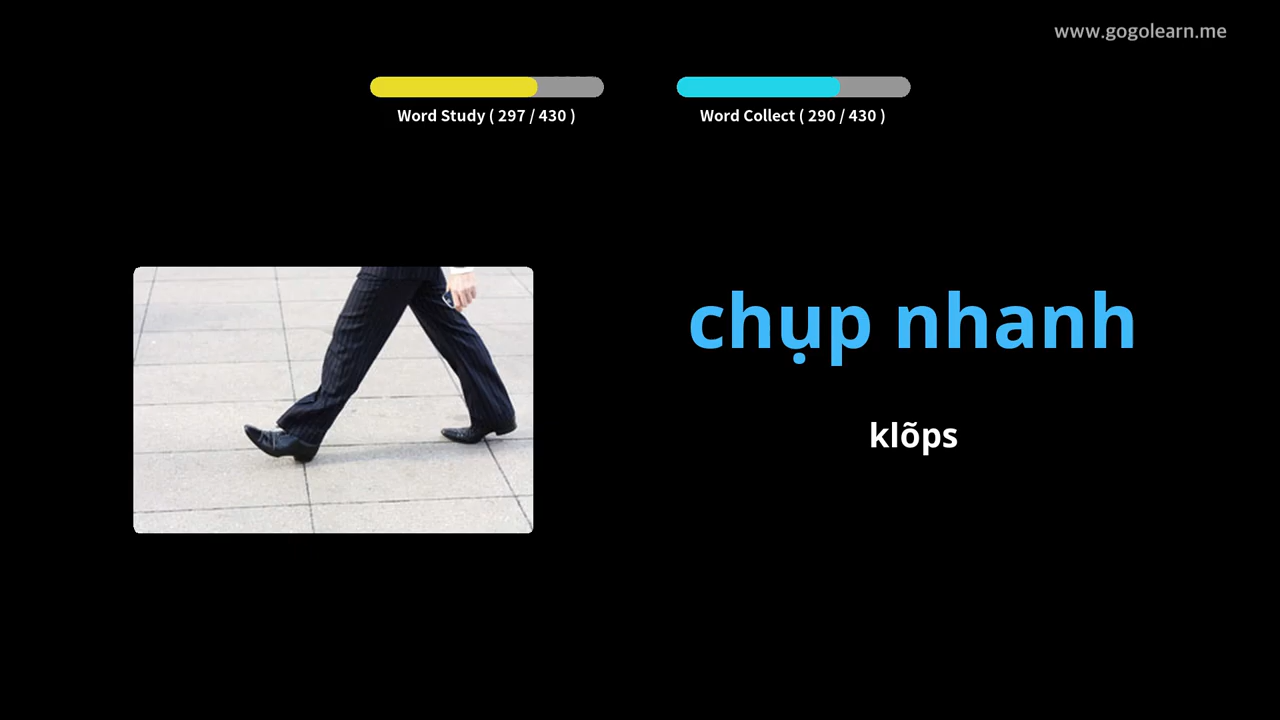 www.gogolearn.me
Word Study ( 297 / 430 )
Word Collect ( 290 / 430 )
chụp nhanh
klõps